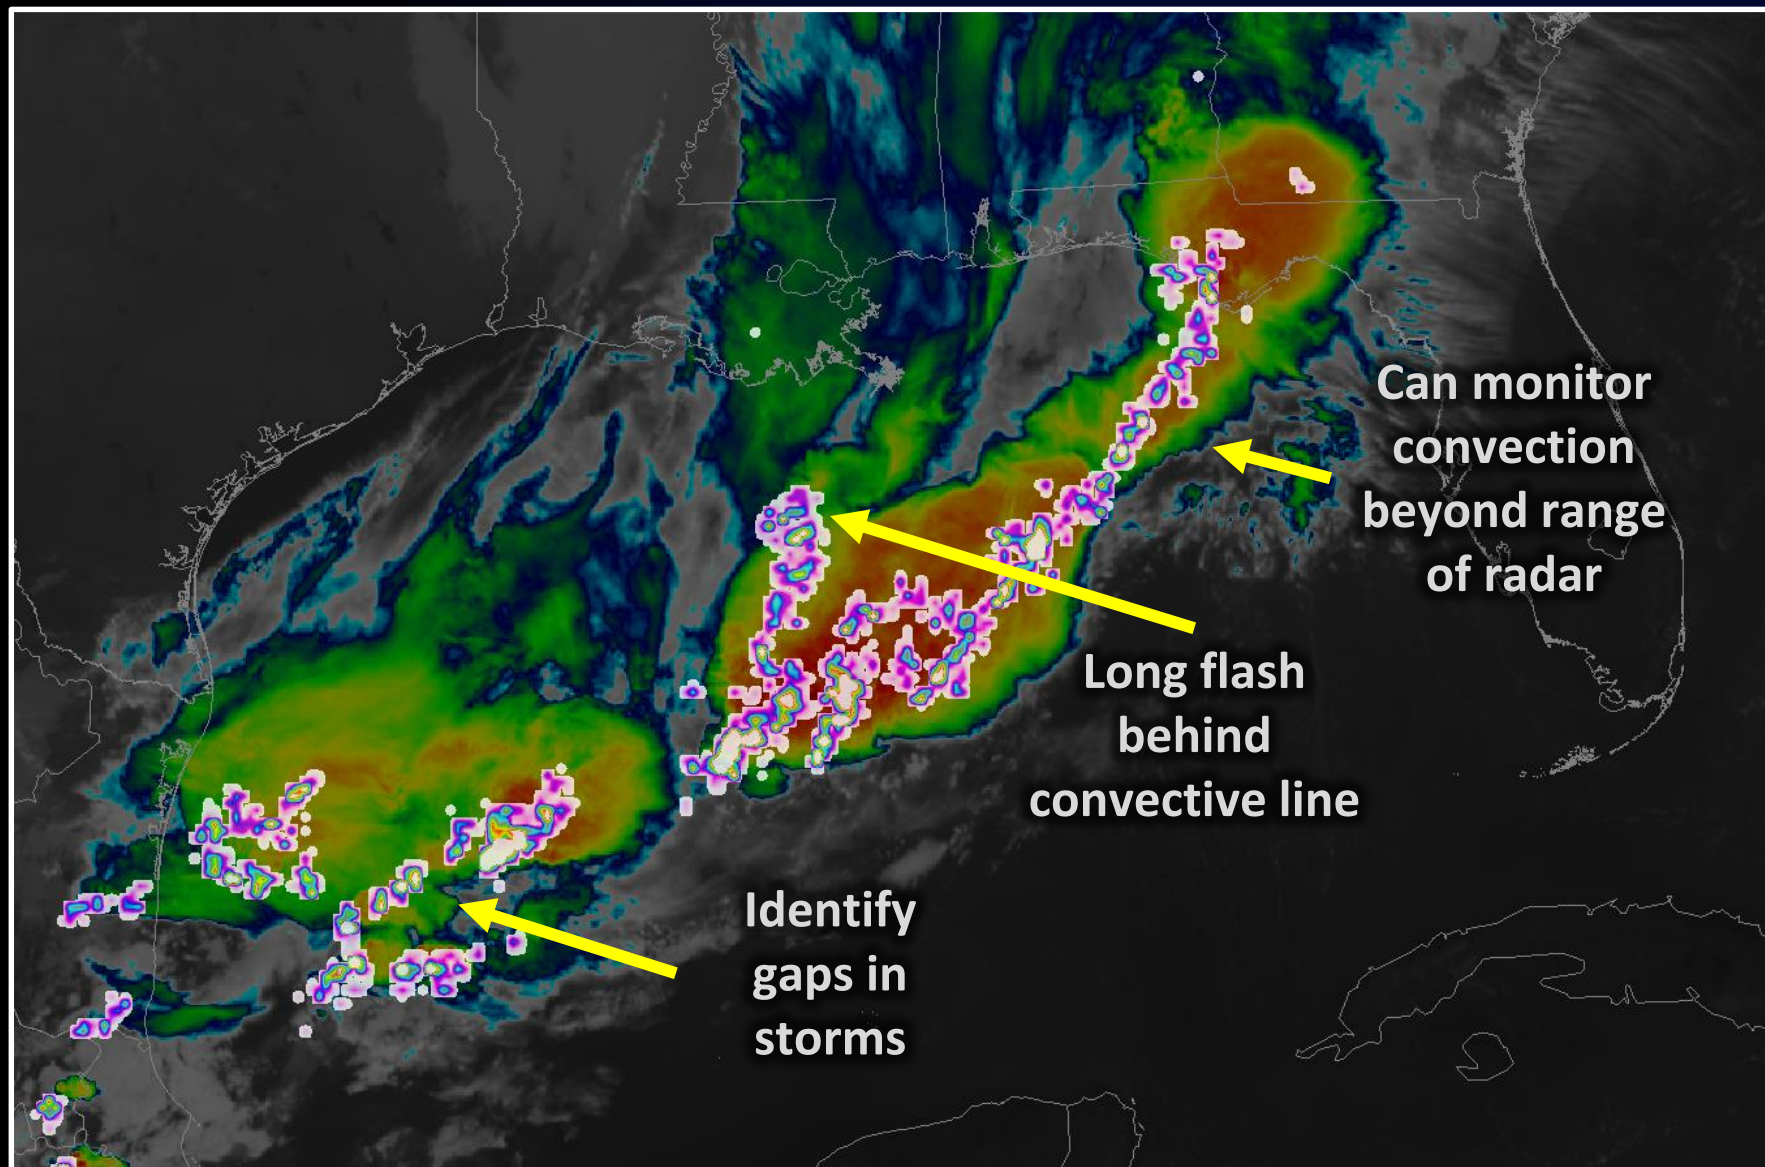 Can monitor
convection
beyond range
of radar
Long flash
behind
convective line
Identify
gaps in
storms